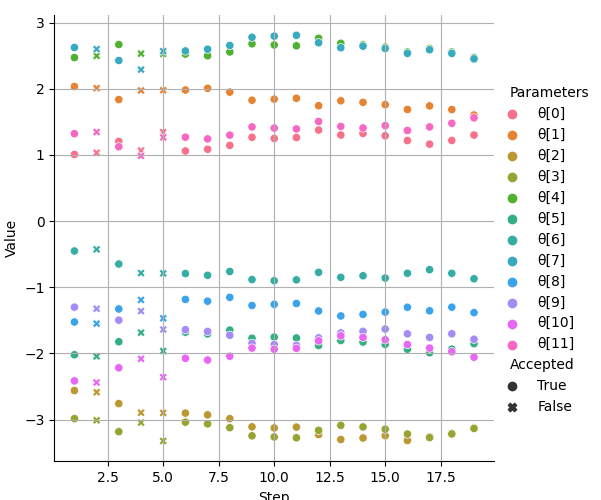 3
2
1
0
−1
−2
−3
Value
2.5
5.0
7.5
10.0
12.5
15.0
17.5
Step
Parameters
θ[0]
θ[1]
θ[2]
θ[3]
θ[4]
θ[5]
θ[6]
θ[7]
θ[8]
θ[9]
θ[10]
θ[11]
Accepted
True
False